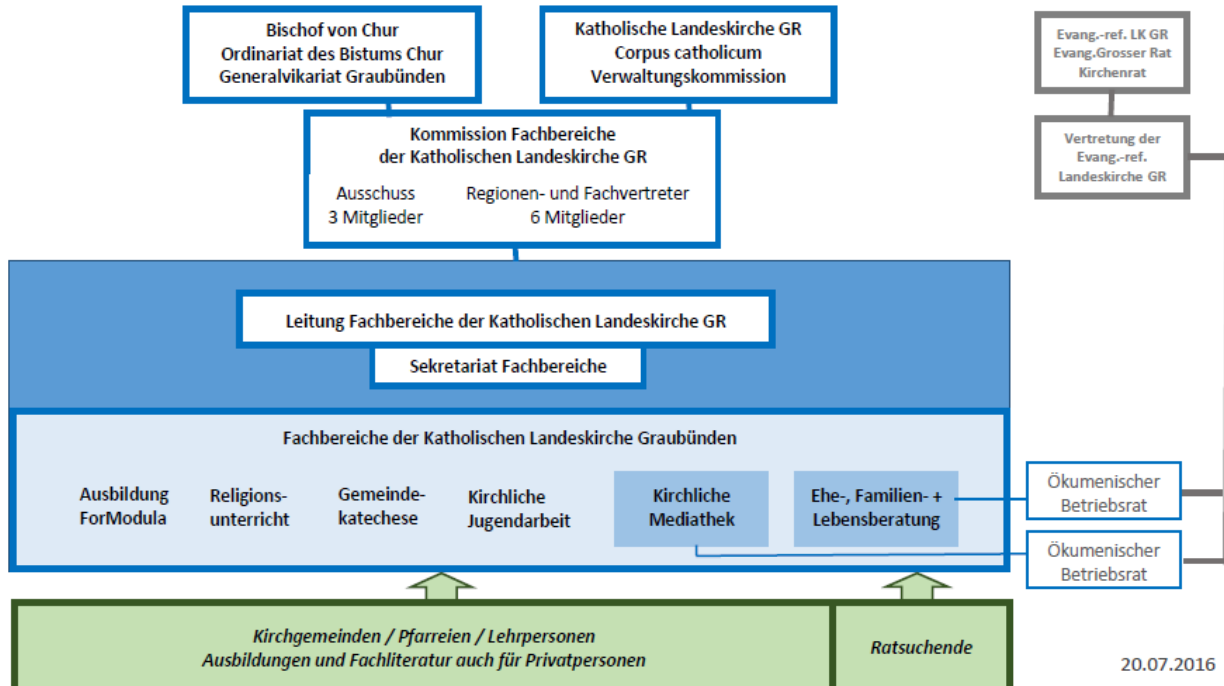 Bischof von Chur
Ordinariat des Bistums Chur
Generalvikariat Graubünden
Katholische Landeskirche GR
Corpus catholicum
Verwaltungskommission
Evang.-ref. LK GR
Evang.Grosser Rat
Kirchenrat
Kommission Fachbereiche
der Katholischen Landeskirche GR
Ausschuss
3 Mitglieder
Regionen- und Fachvertreter
6 Mitglieder
Vertretung der
Evang.-ref.
Landeskirche GR
Leitung Fachbereiche der Katholischen Landeskirche GR
Sekretariat Fachbereiche
Fachbereiche der Katholischen Landeskirche Graubünden
Ausbildung
ForModula
Religions-
unterricht
Gemeinde-
katechese
Kirchliche
Jugendarbeit
Kirchliche
Mediathek
Ehe-, Familien- +
Lebensberatung
Ökumenischer
Betriebsrat
Ökumenischer
Betriebsrat
Kirchgemeinden / Pfarreien / Lehrpersonen
Ausbildungen und Fachliteratur auch für Privatpersonen
Ratsuchende
20.07.2016